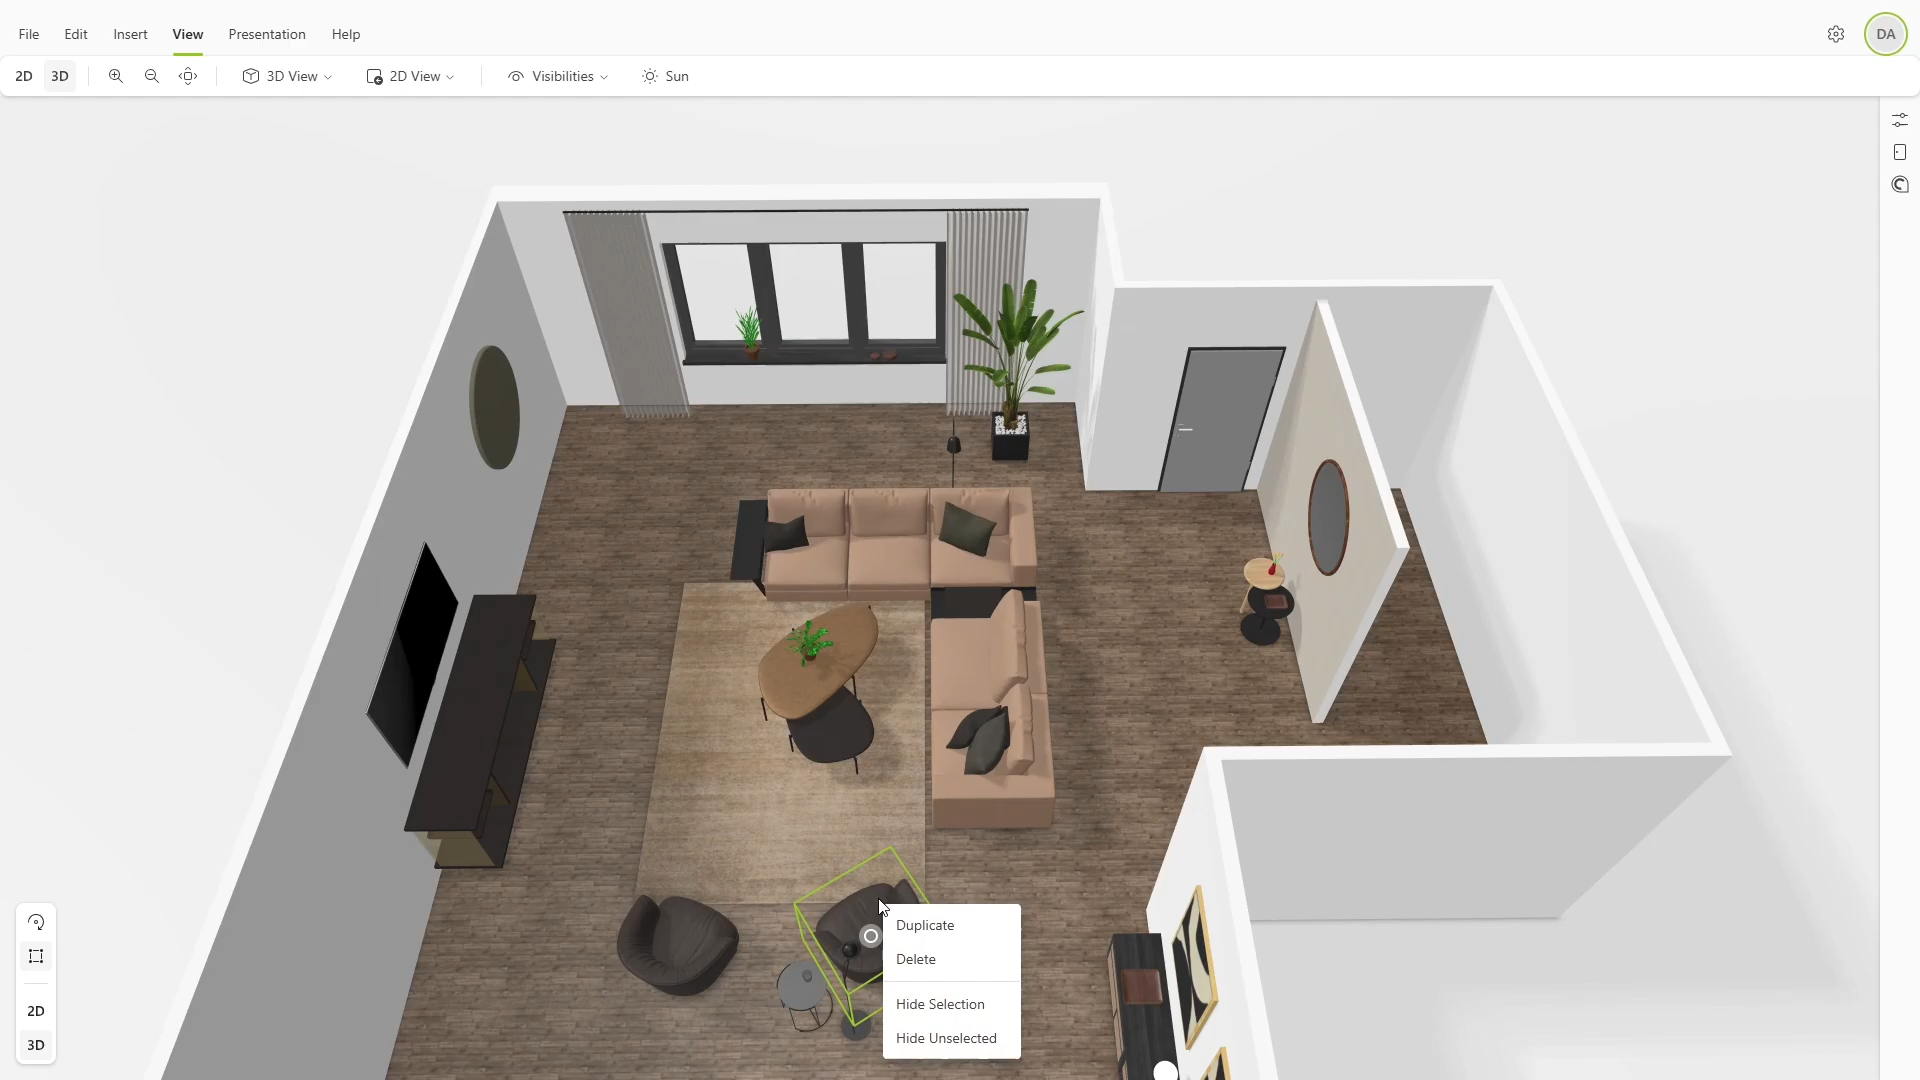 File Edit Insert View Presentation Help DA
2D 3D 3D View 2D View Visibilities Sun
Duplicate
Delete
Hide Selection
Hide Unselected
2D
3D